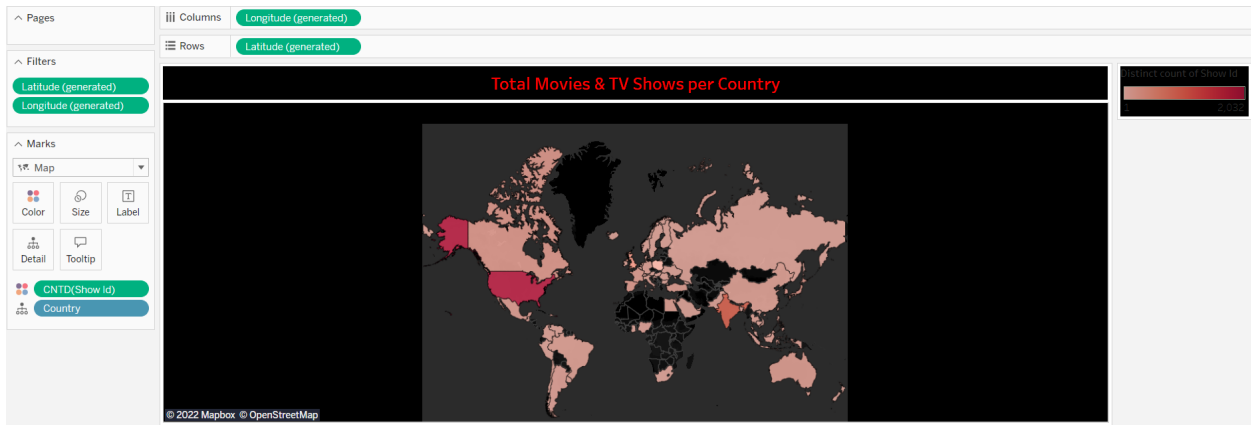 Pages
Filters
Latitude (generated)
Longitude (generated)
Marks
Map
Color
Size
Label
Detail
Tooltip
CNTD(Show Id)
Country
Columns
Longitude (generated)
Rows
Latitude (generated)
Total Movies & TV Shows per Country
© 2022 Mapbox © OpenStreetMap
Distinct count of Show Id
1
2,032